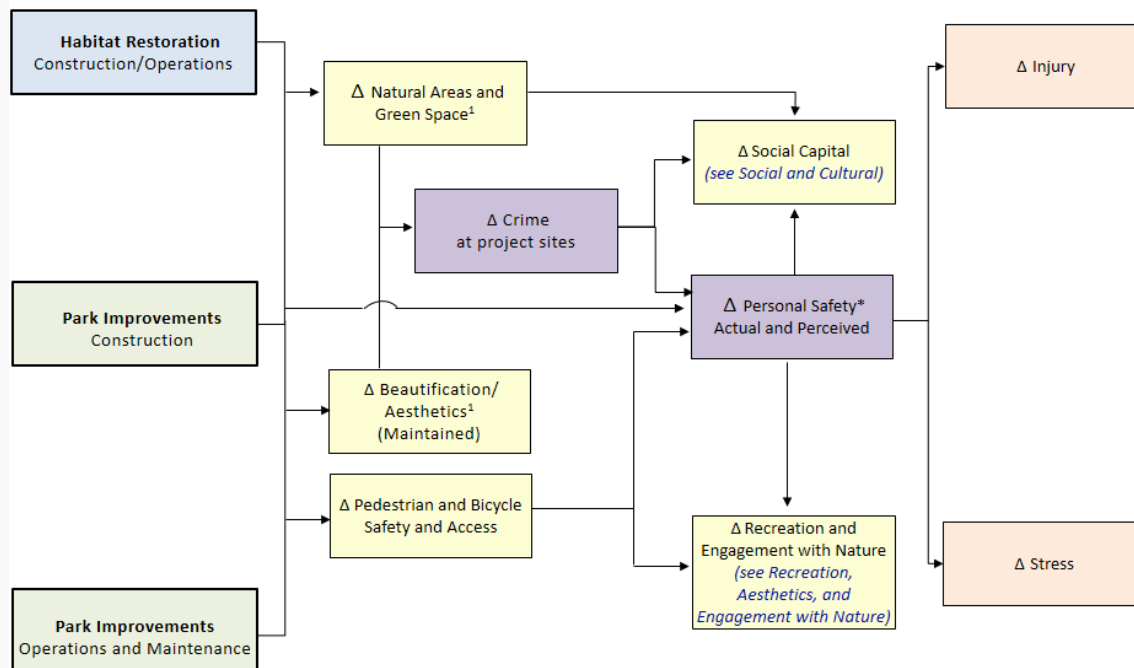 Habitat Restoration
Construction/Operations
Δ Injury
Δ Natural Areas and
Green Space¹
Δ Social Capital
(see Social and Cultural)
Δ Crime
at project sites
Park Improvements
Construction
Δ Personal Safety*
Actual and Perceived
Δ Beautification/
Aesthetics¹
(Maintained)
Δ Pedestrian and Bicycle
Safety and Access
Δ Recreation and
Engagement with Nature
(see Recreation,
Aesthetics, and
Engagement with Nature)
Δ Stress
Park Improvements
Operations and Maintenance